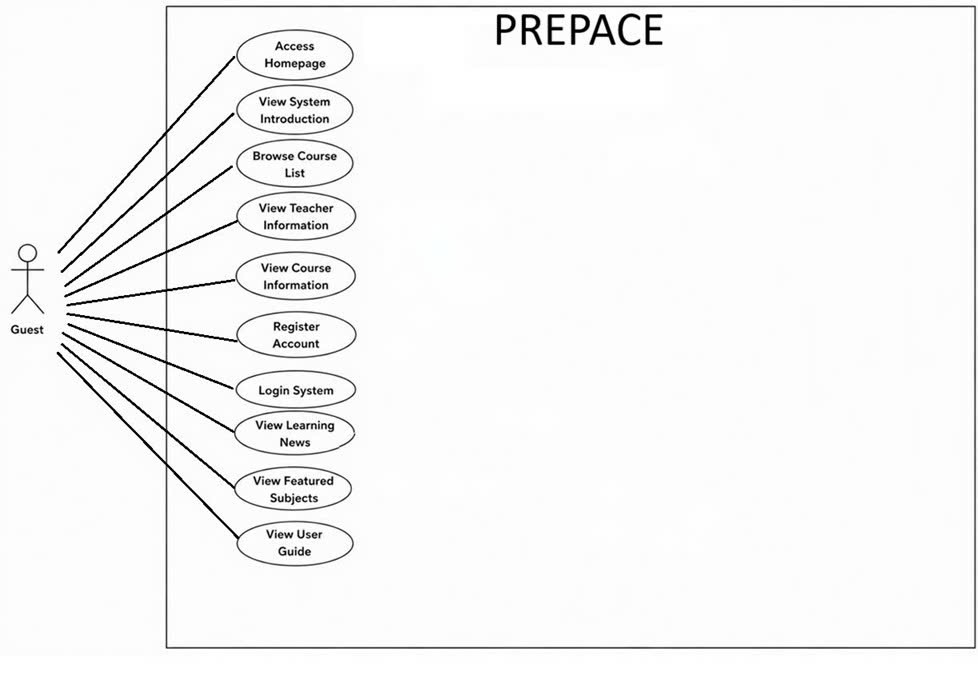 PREPACE
Access
Homepage
View System
Introduction
Browse Course
List
View Teacher
Information
View Course
Information
Register
Account
Login System
View Learning
News
View Featured
Subjects
View User
Guide
Guest